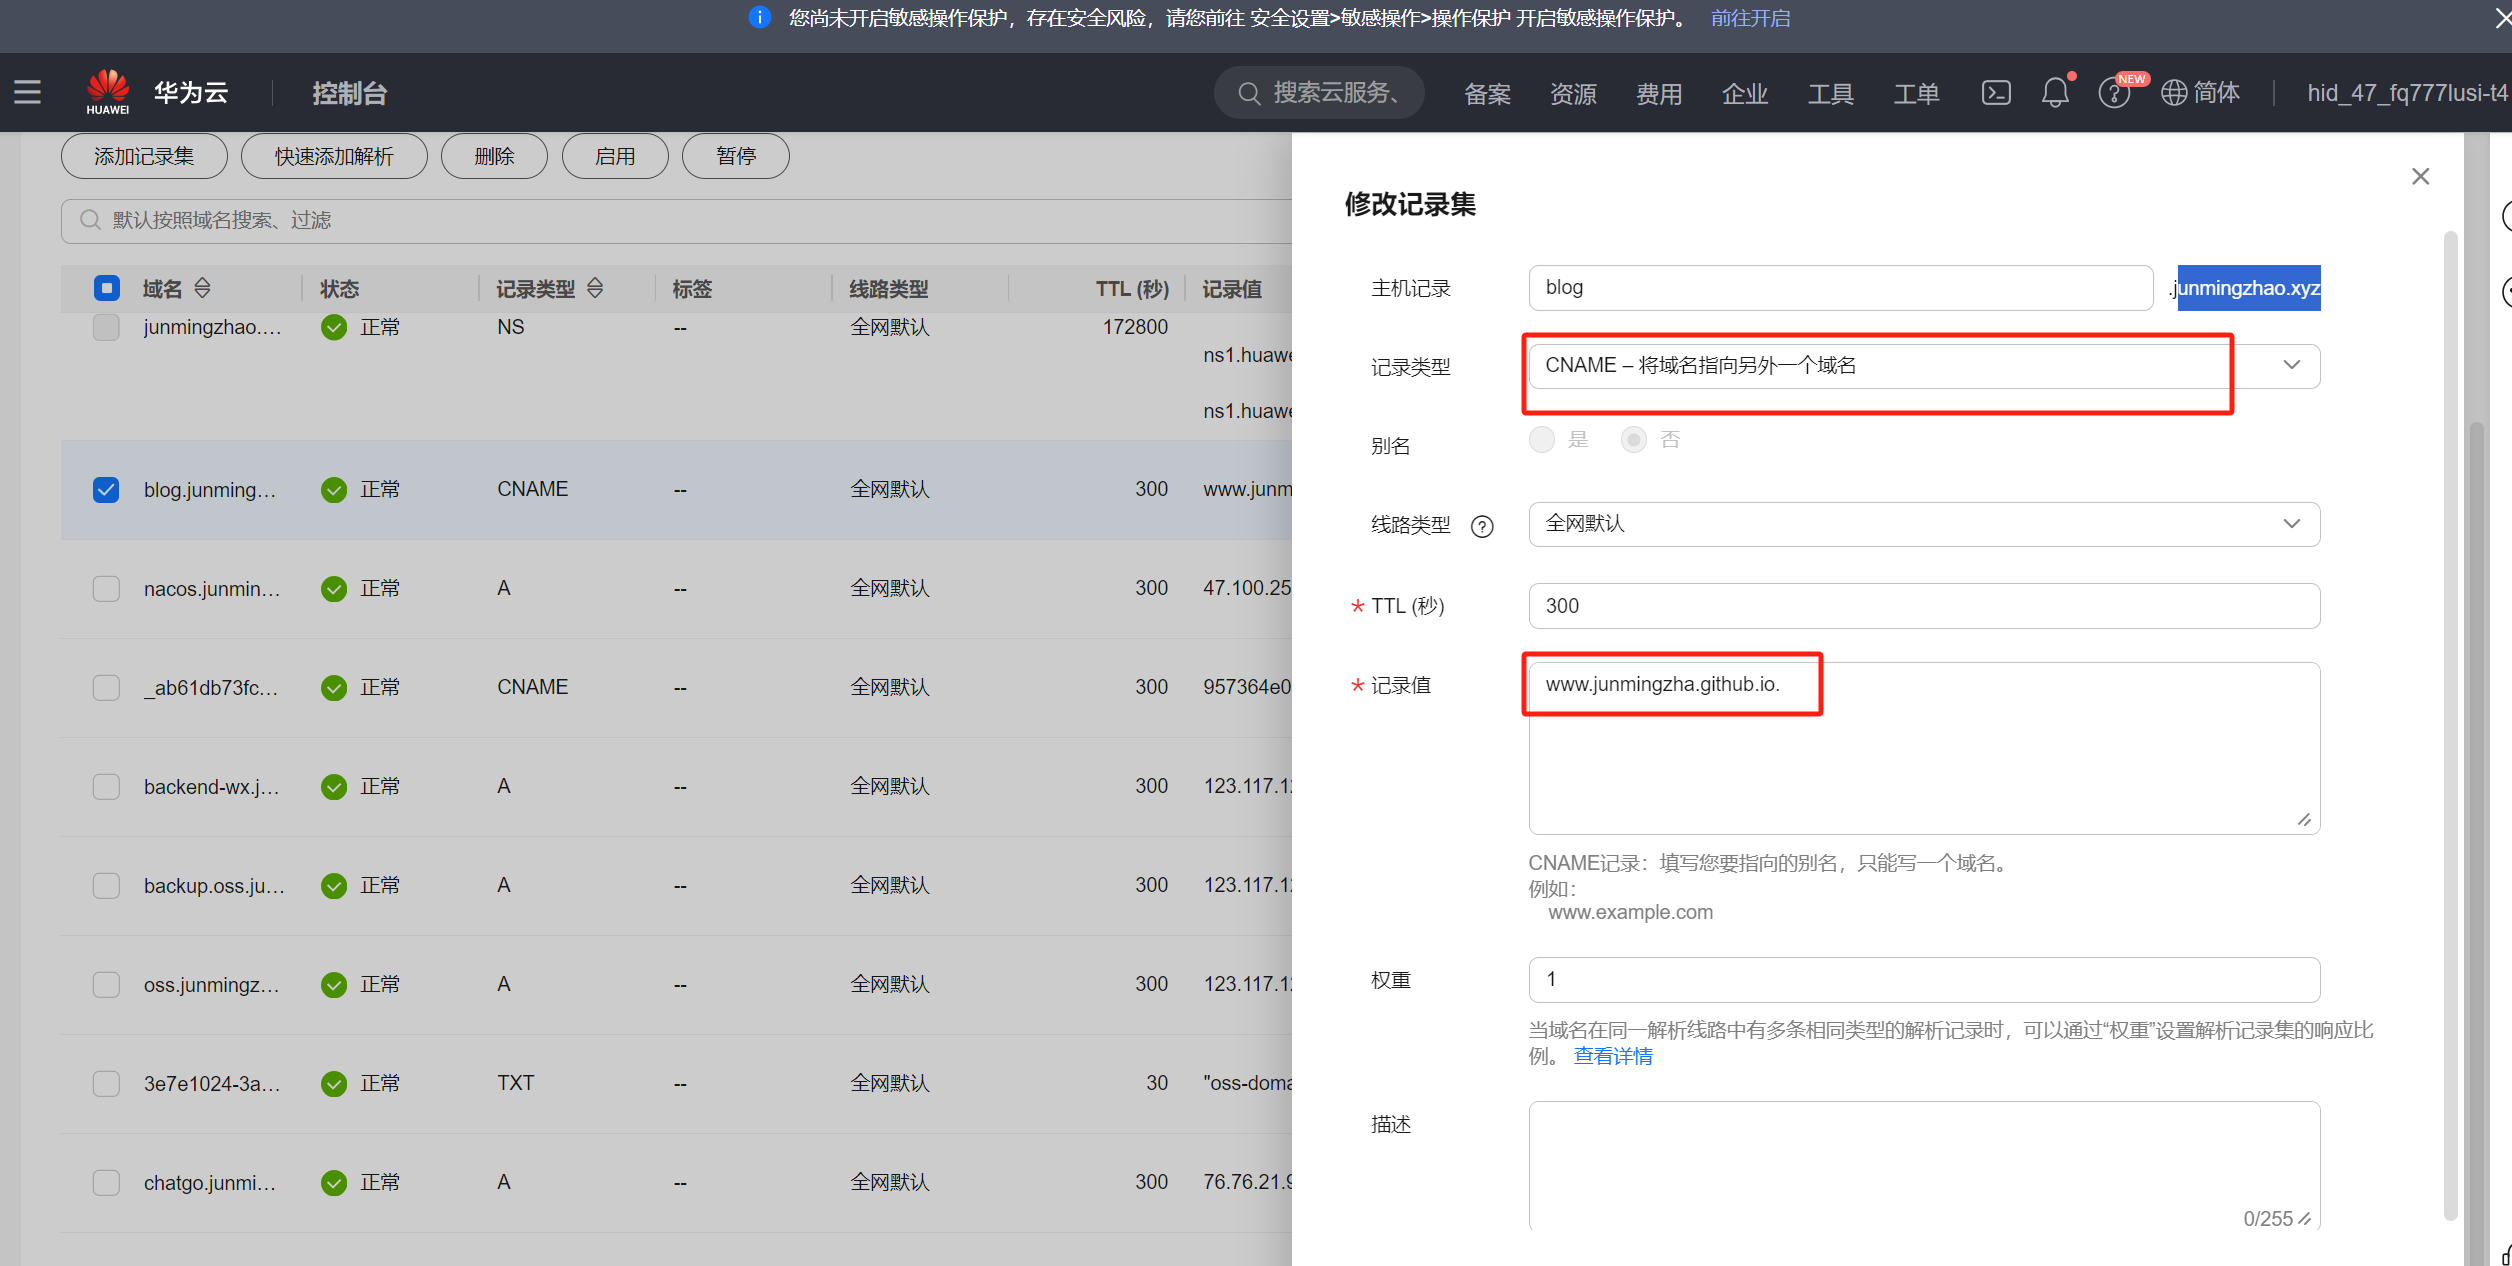 您尚未开启敏感操作保护，存在安全风险，请您前往 安全设置>敏感操作>操作保护 开启敏感操作保护。 前往开启
HUAWEI 华为云 控制台 搜索云服务、 备案 资源 费用 企业 工具 工单 NEW 简体 hid_47_fq777lusi-t4
添加记录集 快速添加解析 删除 启用 暂停
默认按照域名搜索、过滤
域名 状态 记录类型 标签 线路类型 TTL (秒) 记录值
junmingzhao.... 正常 NS -- 全网默认 172800
ns1.huawe
ns1.huawe
blog.junming... 正常 CNAME -- 全网默认 300 www.junm
nacos.junmin... 正常 A -- 全网默认 300 47.100.25
_ab61db73fc... 正常 CNAME -- 全网默认 300 957364e0
backend-wx.j... 正常 A -- 全网默认 300 123.117.1
backup.oss.ju... 正常 A -- 全网默认 300 123.117.1
oss.junmingz... 正常 A -- 全网默认 300 123.117.1
3e7e1024-3a... 正常 TXT -- 全网默认 30 "oss-doma
chatgo.junmi... 正常 A -- 全网默认 300 76.76.21.9
修改记录集
主机记录 blog .junmingzhao.xyz
记录类型 CNAME – 将域名指向另外一个域名
别名 是 否
线路类型 ? 全网默认
* TTL (秒) 300
* 记录值 www.junmingzha.github.io.
CNAME记录：填写您要指向的别名，只能写一个域名。
例如：
www.example.com
权重 1
当域名在同一解析线路中有多条相同类型的解析记录时，可以通过“权重”设置解析记录集的响应比
例。 查看详情
描述
0/255